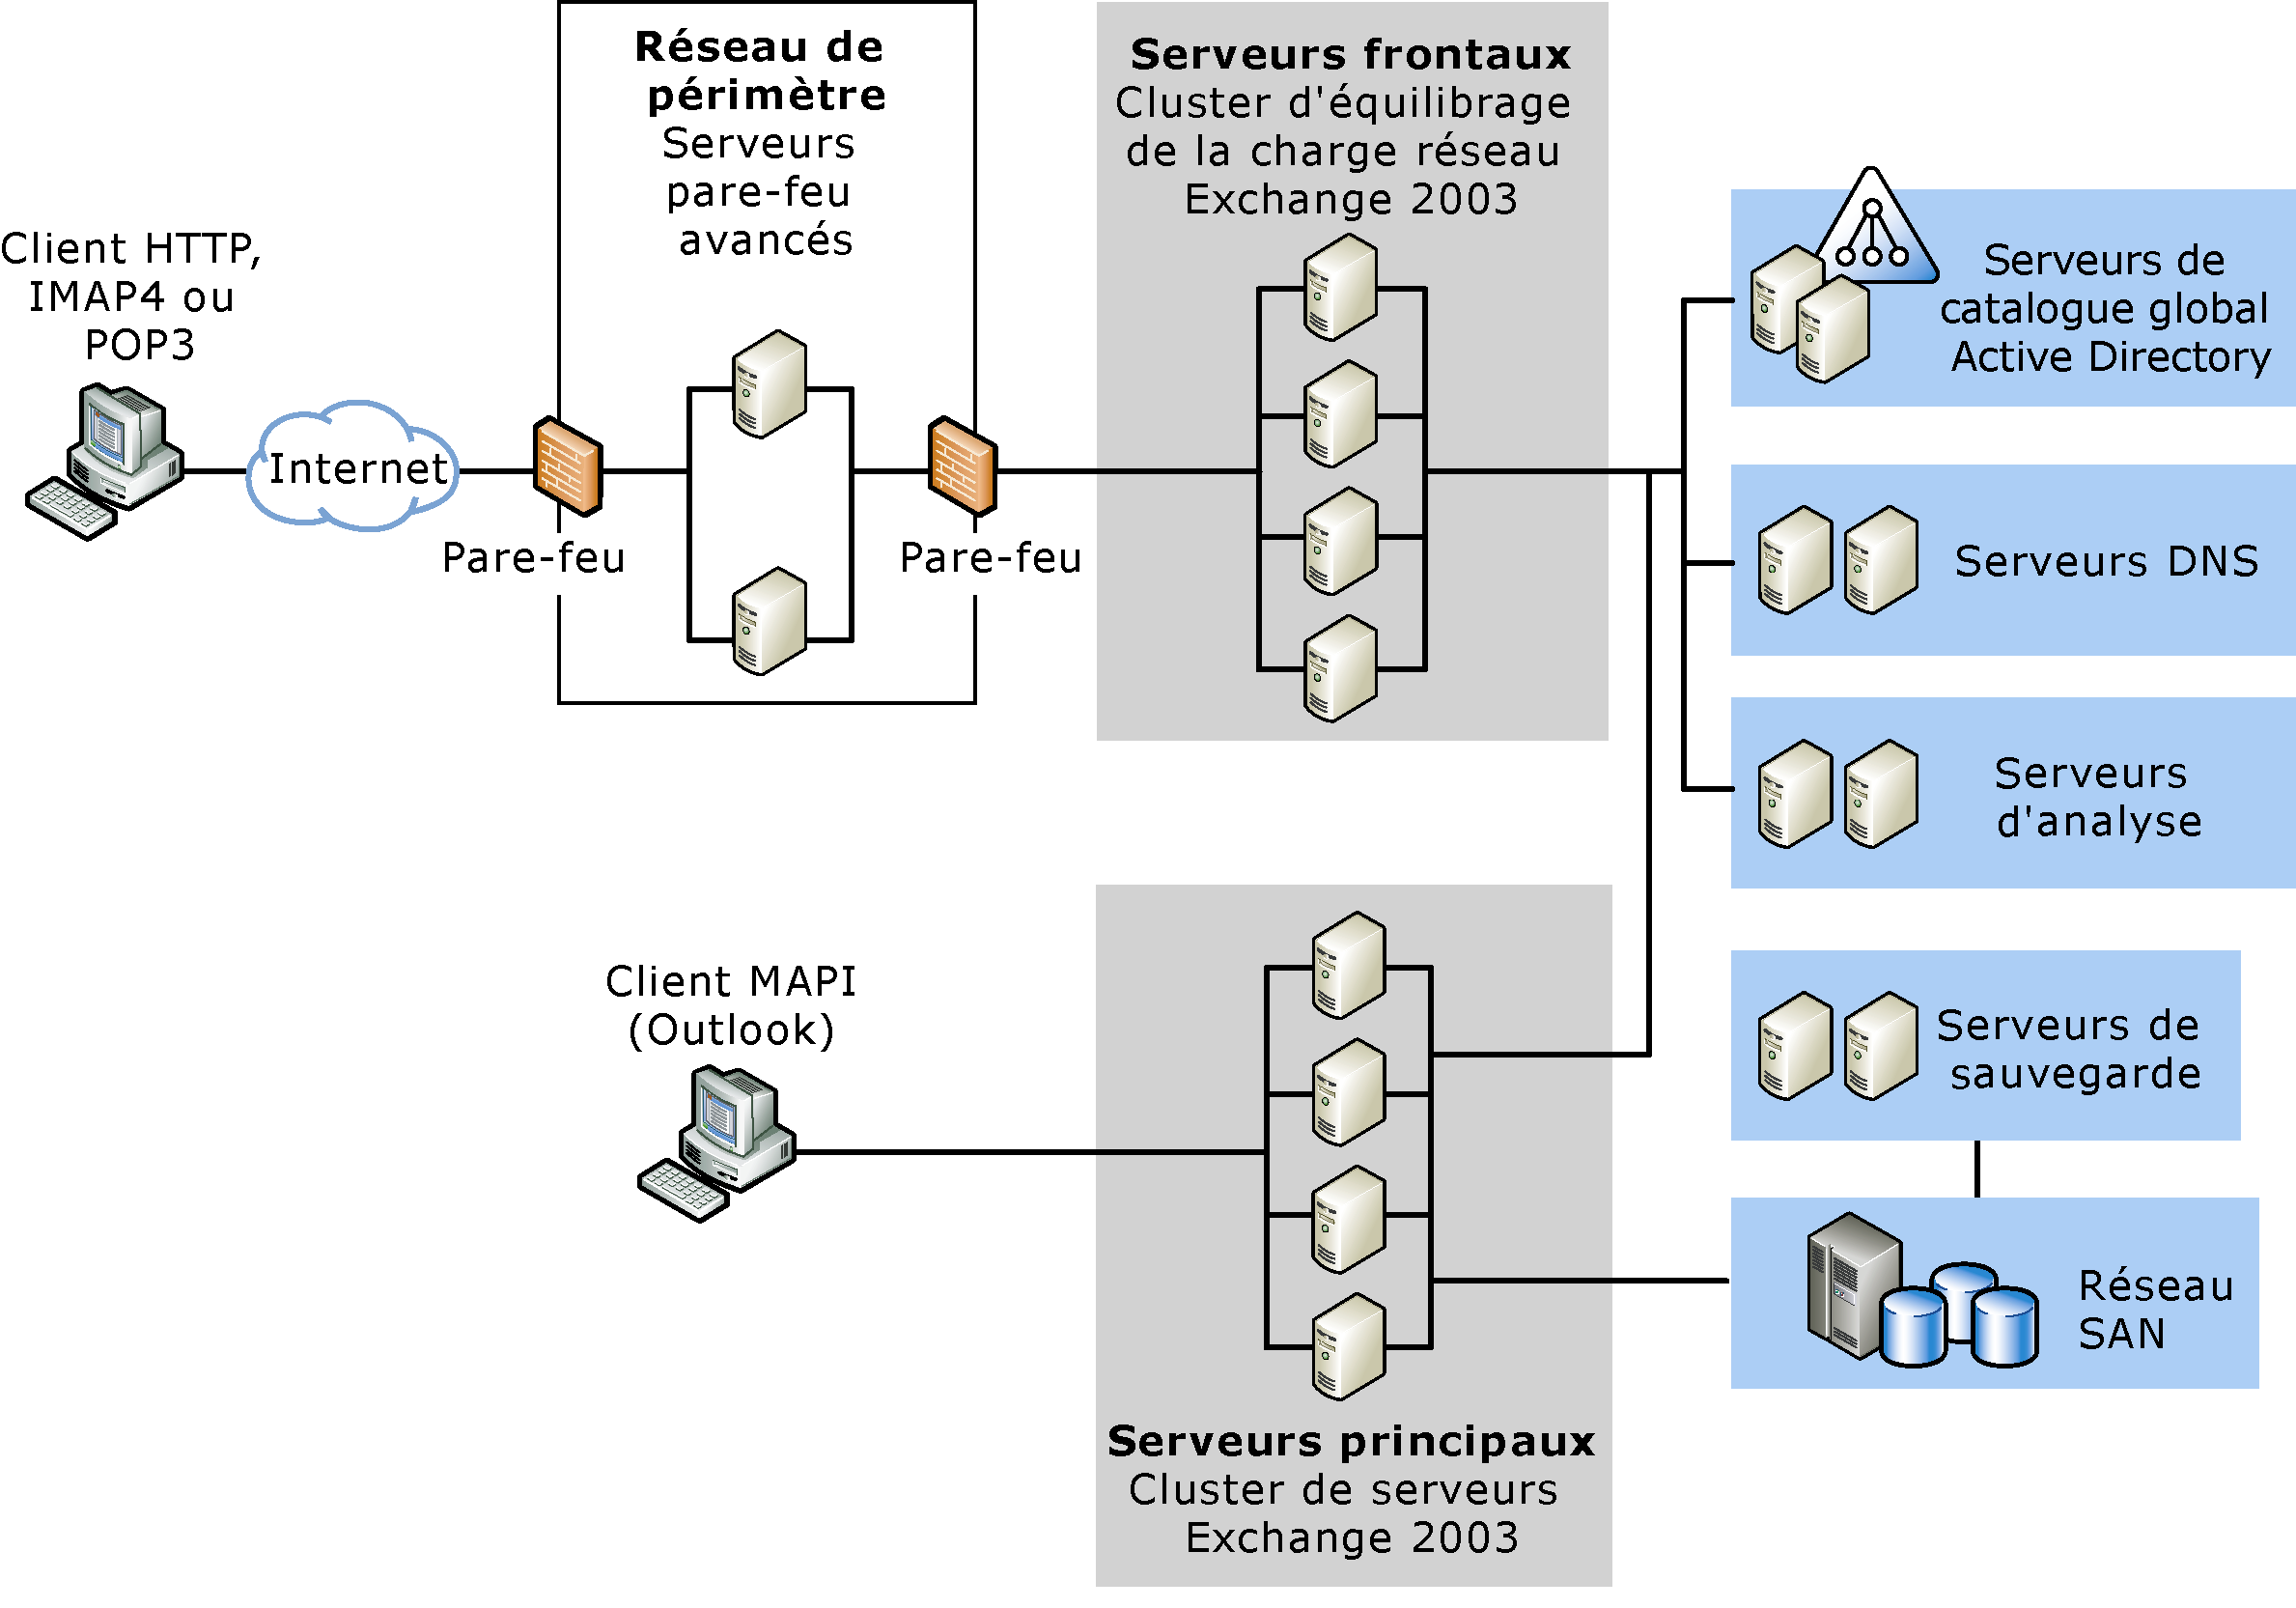 Réseau de
périmètre
Serveurs
pare-feu
avancés
Serveurs frontaux
Cluster d'équilibrage
de la charge réseau
Exchange 2003
Client HTTP,
IMAP4 ou
POP3
Internet
Pare-feu
Pare-feu
Serveurs de
catalogue global
Active Directory
Serveurs DNS
Serveurs
d'analyse
Client MAPI
(Outlook)
Serveurs de
sauvegarde
Réseau
SAN
Serveurs principaux
Cluster de serveurs
Exchange 2003